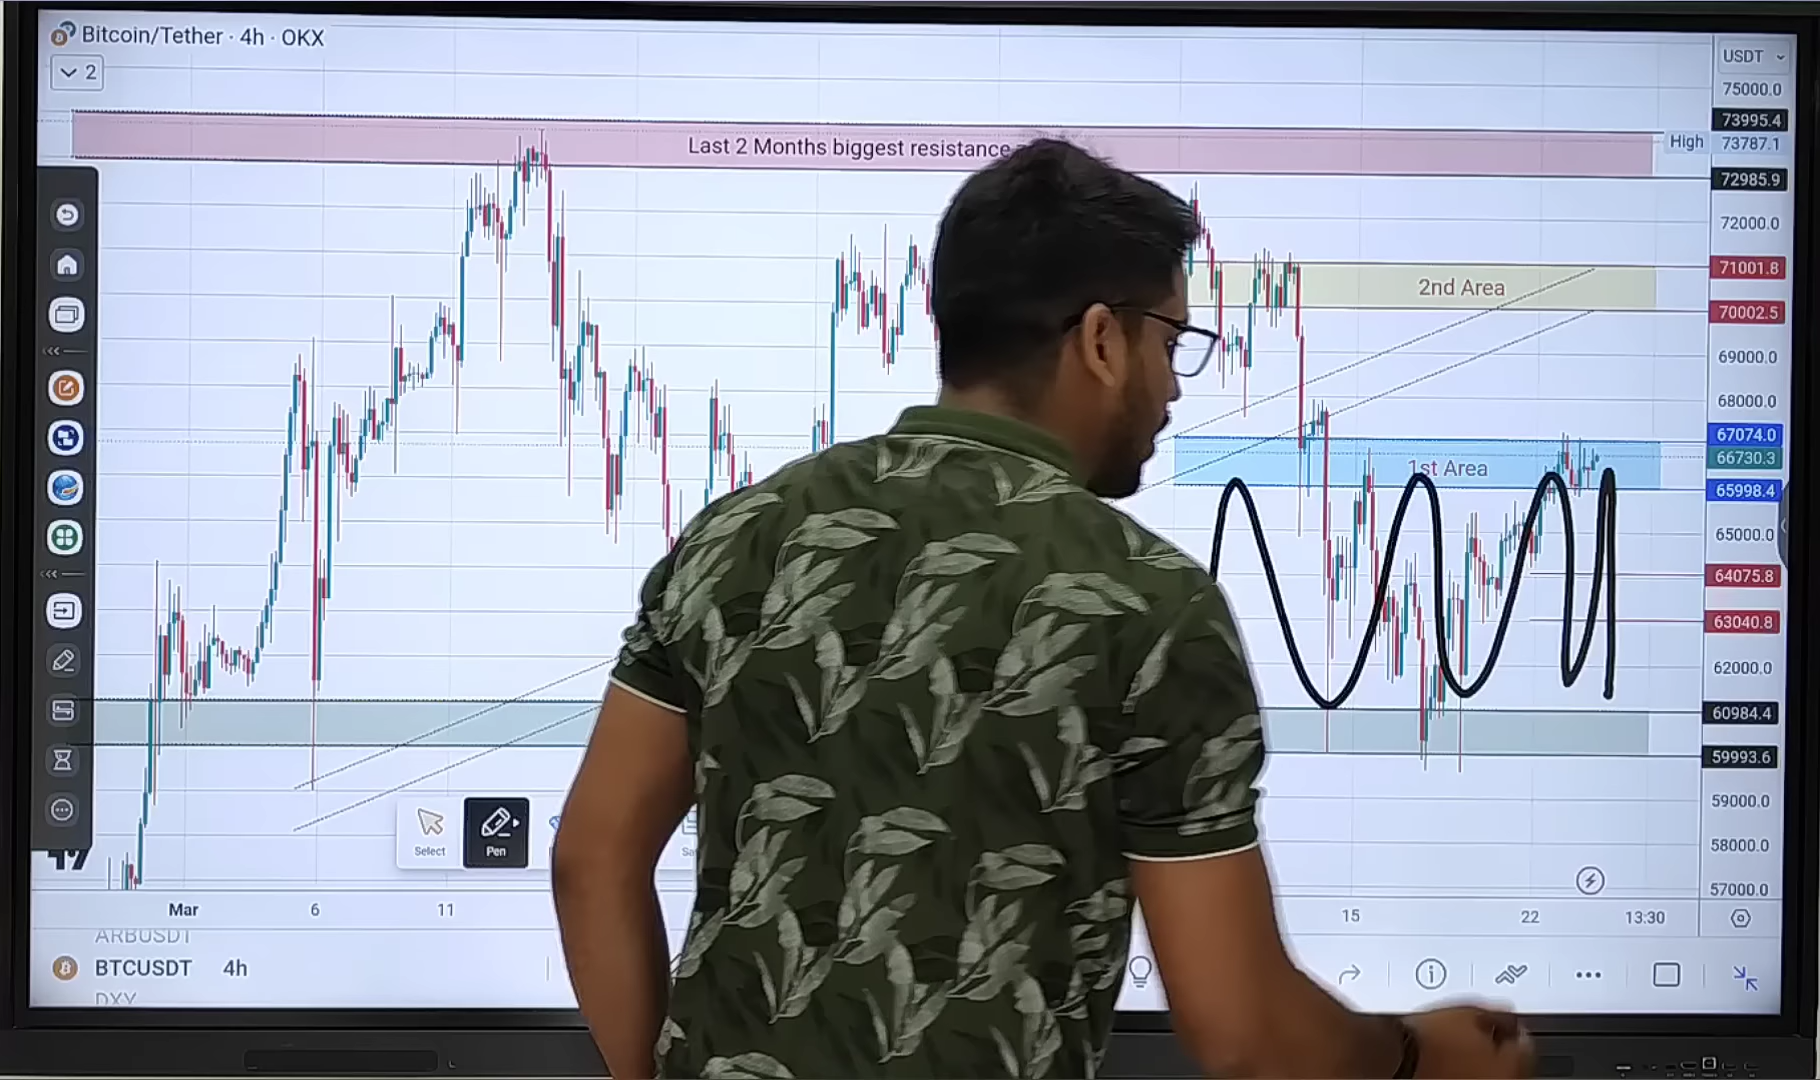 Bitcoin/Tether · 4h · OKX
2
USDT
75000.0
73995.4
Last 2 Months biggest resistance
High 73787.1
72985.9
72000.0
71001.8
2nd Area
70002.5
69000.0
68000.0
67074.0
66730.3
1st Area
65998.4
65000.0
64075.8
63040.8
62000.0
60984.4
59993.6
59000.0
58000.0
57000.0
Select
Pen
Mar 6 11 15 22 13:30
ARBUSDT
BTCUSDT 4h
DXY